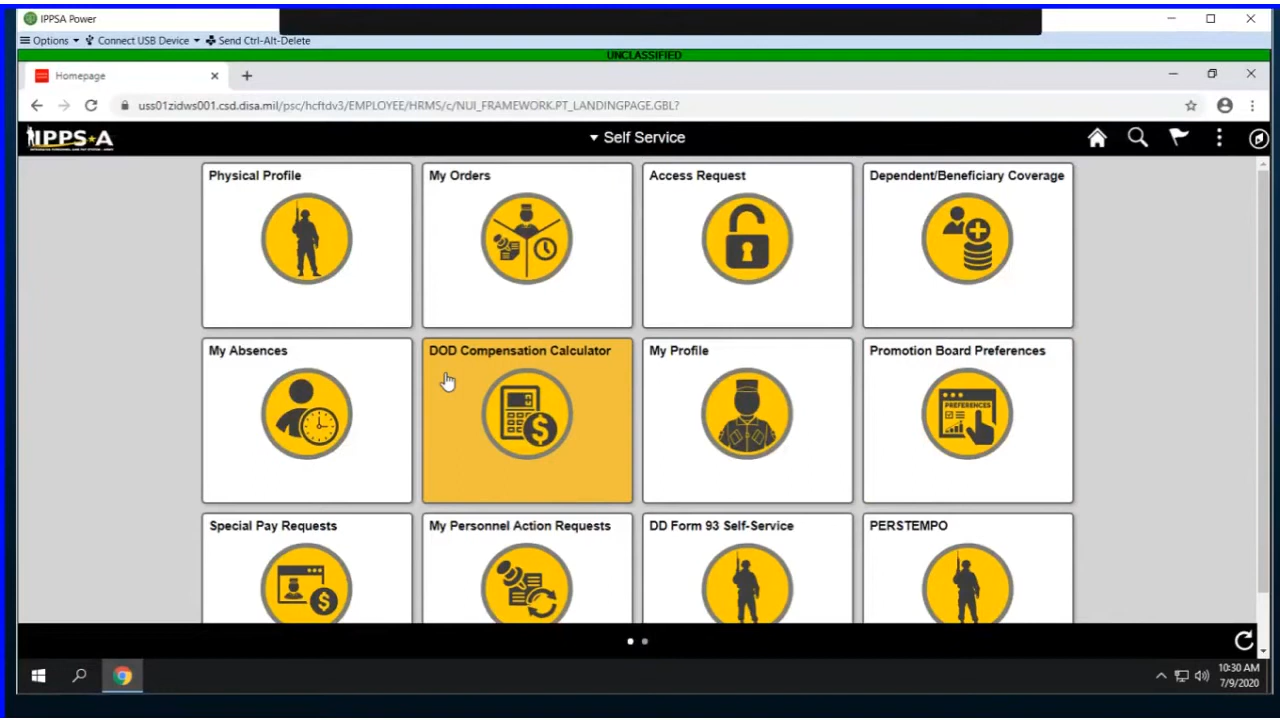 IPPSA Power
Options Connect USB Device Send Ctrl-Alt-Delete
UNCLASSIFIED
Homepage
uss01zidws001.csd.disa.mil/psc/hcftdv3/EMPLOYEE/HRMS/c/NUI_FRAMEWORK.PT_LANDINGPAGE.GBL?
IPPS A
Self Service
Physical Profile
My Orders
Access Request
Dependent/Beneficiary Coverage
My Absences
DOD Compensation Calculator
My Profile
Promotion Board Preferences
PREFERENCES
Special Pay Requests
My Personnel Action Requests
DD Form 93 Self-Service
PERSTEMPO
10:30 AM
7/9/2020